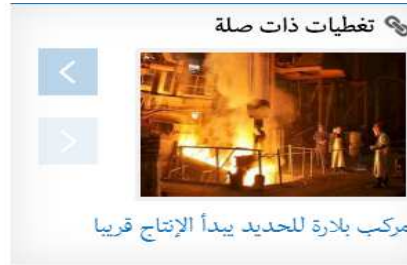 تغطيات ذات صلة
مركب بلارة للحديد يبدأ الإنتاج قريبا